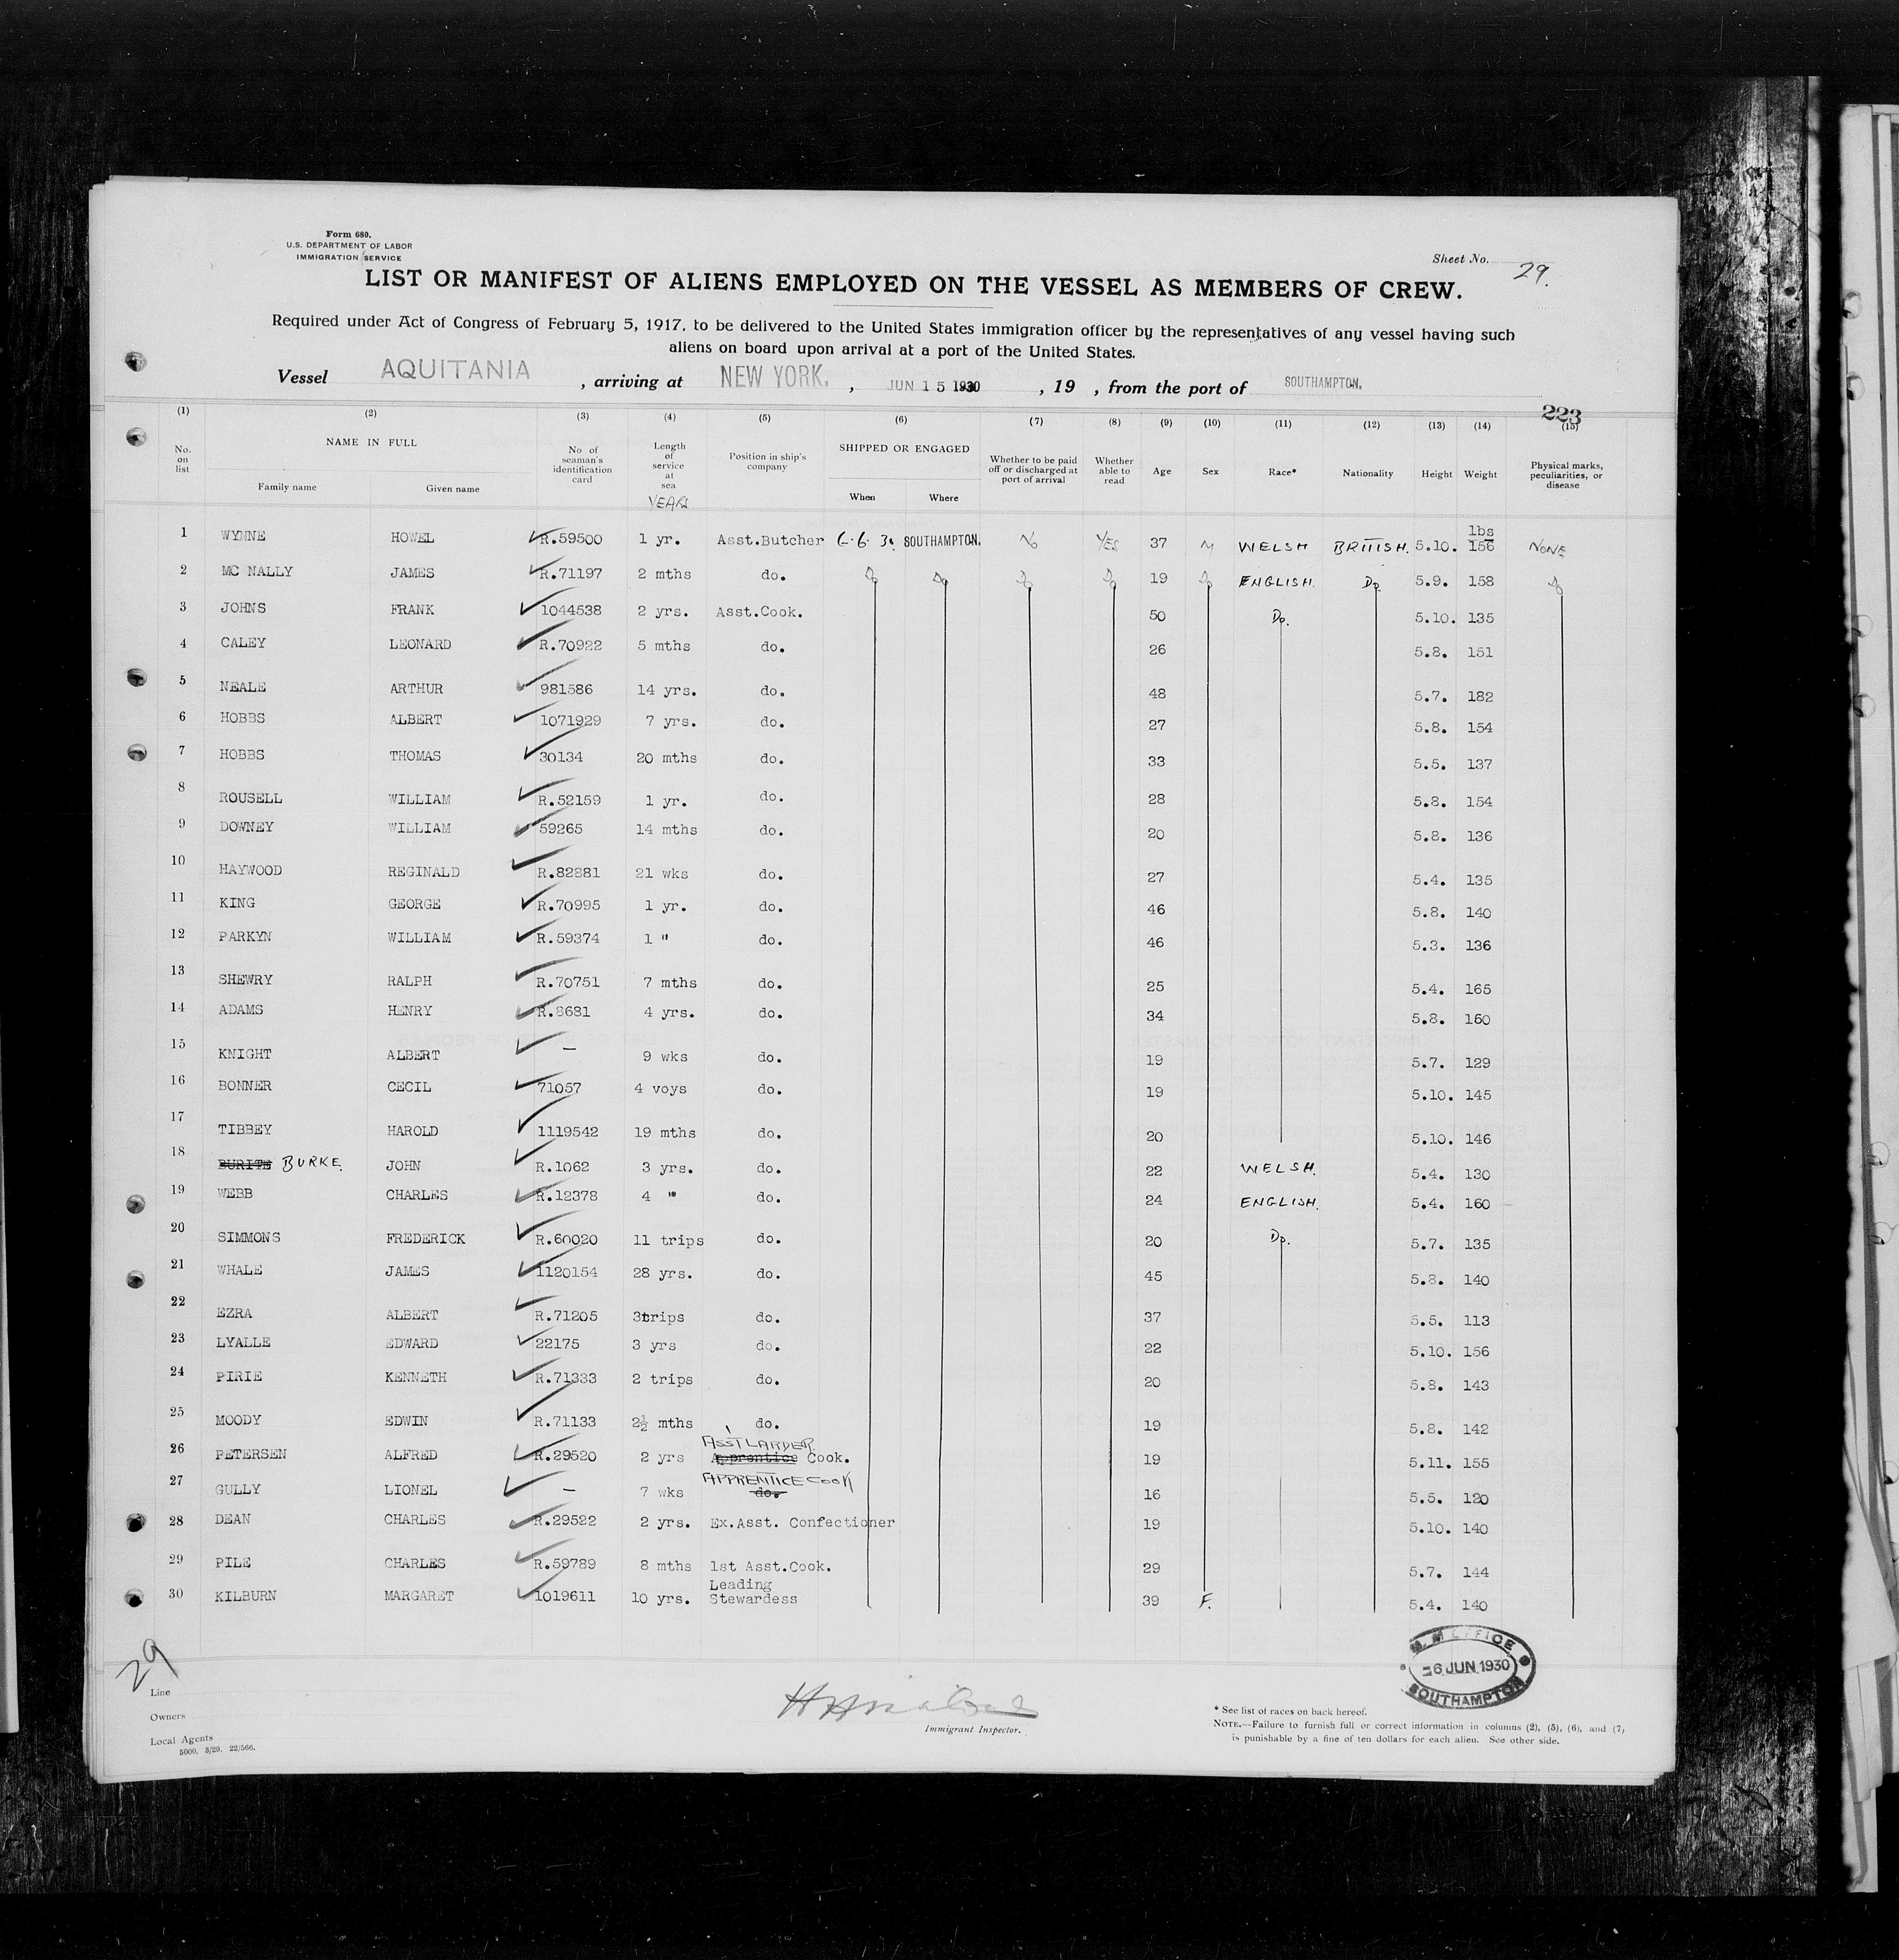 Form 680.
U.S. DEPARTMENT OF LABOR
IMMIGRATION SERVICE
Sheet No. 29.
LIST OR MANIFEST OF ALIENS EMPLOYED ON THE VESSEL AS MEMBERS OF CREW.
Required under Act of Congress of February 5, 1917, to be delivered to the United States immigration officer by the representatives of any vessel having such
aliens on board upon arrival at a port of the United States.
Vessel AQUITANIA , arriving at NEW YORK. , JUN 15 1930 , 19 , from the port of SOUTHAMPTON.
223
(1) (2) (3) (4) (5) (6) (7) (8) (9) (10) (11) (12) (13) (14) (15)
No. on list NAME IN FULL Family name Given name No of seaman's identification card Length of service at sea YEARS Position in ship's company SHIPPED OR ENGAGED When Where Whether to be paid off or discharged at port of arrival Whether able to read Age Sex Race* Nationality Height Weight Physical marks, peculiarities, or disease
1 WYNNE HOWEL R.59500 1 yr. Asst.Butcher 6.6.30. SOUTHAMPTON. No YES 37 M WELSH BRITISH. 5.10. lbs 156 NONE
2 MC NALLY JAMES R.71197 2 mths do. Do Do Do Do 19 Do ENGLISH. Do. 5.9. 158 Do
3 JOHNS FRANK 1044538 2 yrs. Asst.Cook. 50 Do. 5.10. 135
4 CALEY LEONARD R.70922 5 mths do. 26 5.8. 151
5 NEALE ARTHUR 981586 14 yrs. do. 48 5.7. 182
6 HOBBS ALBERT 1071929 7 yrs. do. 27 5.8. 154
7 HOBBS THOMAS 30134 20 mths do. 33 5.5. 137
8 ROUSELL WILLIAM R.52159 1 yr. do. 28 5.8. 154
9 DOWNEY WILLIAM 59265 14 mths do. 20 5.8. 136
10 HAYWOOD REGINALD R.82881 21 wks do. 27 5.4. 135
11 KING GEORGE R.70995 1 yr. do. 46 5.8. 140
12 PARKYN WILLIAM R.59374 1 " do. 46 5.3. 136
13 SHEWRY RALPH R.70751 7 mths do. 25 5.4. 165
14 ADAMS HENRY R.8681 4 yrs. do. 34 5.8. 160
15 KNIGHT ALBERT — 9 wks do. 19 5.7. 129
16 BONNER CECIL 71057 4 voys do. 19 5.10. 145
17 TIBBEY HAROLD 1119542 19 mths do. 20 5.10. 146
18 BURITE BURKE. JOHN R.1062 3 yrs. do. 22 WELSH. 5.4. 130
19 WEBB CHARLES R.12378 4 " do. 24 ENGLISH. 5.4. 160
20 SIMMONS FREDERICK R.60020 11 trips do. 20 Do. 5.7. 135
21 WHALE JAMES 1120154 28 yrs. do. 45 5.8. 140
22 EZRA ALBERT R.71205 3trips do. 37 5.5. 113
23 LYALLE EDWARD 22175 3 yrs do. 22 5.10. 156
24 PIRIE KENNETH R.71333 2 trips do. 20 5.8. 143
25 MOODY EDWIN R.71133 2½ mths do. 19 5.8. 142
26 PETERSEN ALFRED R.29520 2 yrs ASST LARDER Apprentice Cook. 19 5.11. 155
27 GULLY LIONEL — 7 wks APPRENTICE COOK do. 16 5.5. 120
28 DEAN CHARLES R.29522 2 yrs. Ex.Asst. Confectioner 19 5.10. 140
29 PILE CHARLES R.59789 8 mths 1st Asst.Cook. 29 5.7. 144
30 KILBURN MARGARET 1019611 10 yrs. Leading Stewardess 39 F. 5.4. 140
29
M. M OFFICE
6 JUN 1930
SOUTHAMPTON
Line
Owners
Local Agents
5000. 3/29. 22/566.
Immigrant Inspector.
* See list of races on back hereof.
NOTE.—Failure to furnish full or correct information in columns (2), (5), (6), and (7)
is punishable by a fine of ten dollars for each alien. See other side.